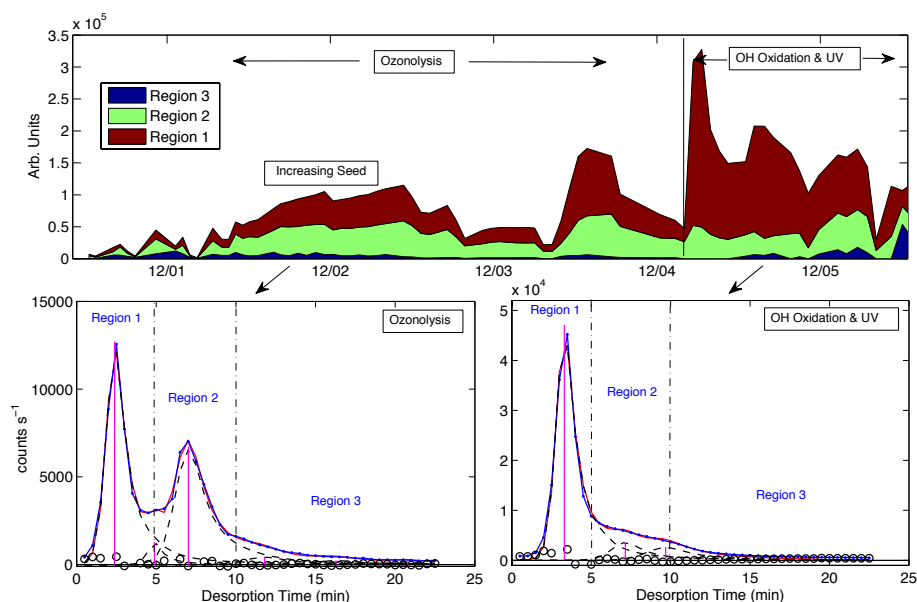 x 10⁵
3.5
3
2.5
2
1.5
1
0.5
0
Arb. Units
Ozonolysis
OH Oxidation & UV
Region 3
Region 2
Region 1
Increasing Seed
12/01 12/02 12/03 12/04 12/05
15000
10000
5000
0
counts s⁻¹
Region 1
Ozonolysis
Region 2
Region 3
0 5 10 15 20 25
Desorption Time (min)
x 10⁴
5
4
3
2
1
0
Region 1
OH Oxidation & UV
Region 2
Region 3
0 5 10 15 20 25
Desorption Time (min)